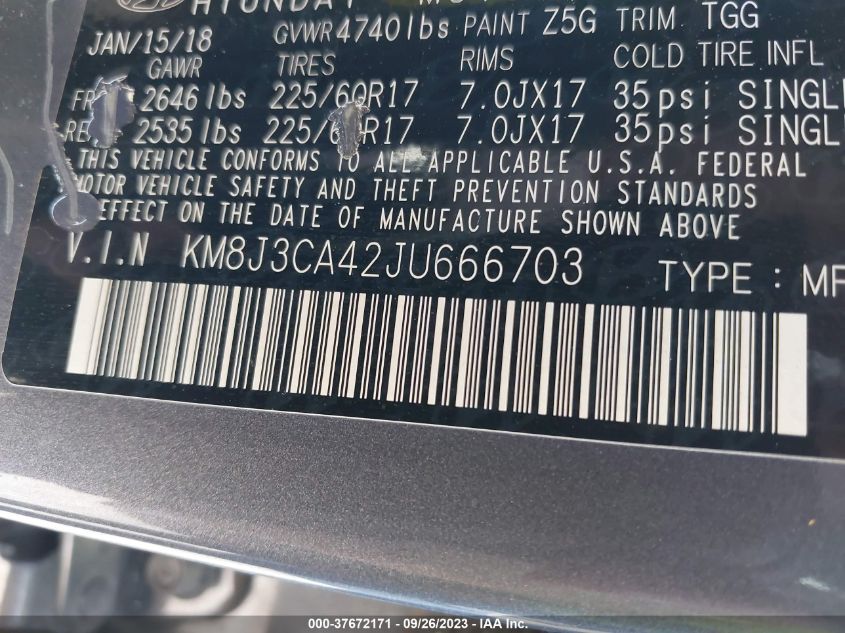 HYUNDAI
JAN/15/18 GVWR 4740lbs PAINT Z5G TRIM TGG
GAWR TIRES RIMS COLD TIRE INFL
2646 lbs 225/60R17 7.0JX17 35psi
2535 lbs 225/60R17 7.0JX17 35psi
THIS VEHICLE CONFORMS TO ALL APPLICABLE U.S.A. FEDERAL
MOTOR VEHICLE SAFETY AND THEFT PREVENTION STANDARDS
EFFECT ON THE DATE OF MANUFACTURE SHOWN ABOVE
V.I.N KM8J3CA42JU666703 TYPE :
000-37672171 - 09/26/2023 - IAA Inc.